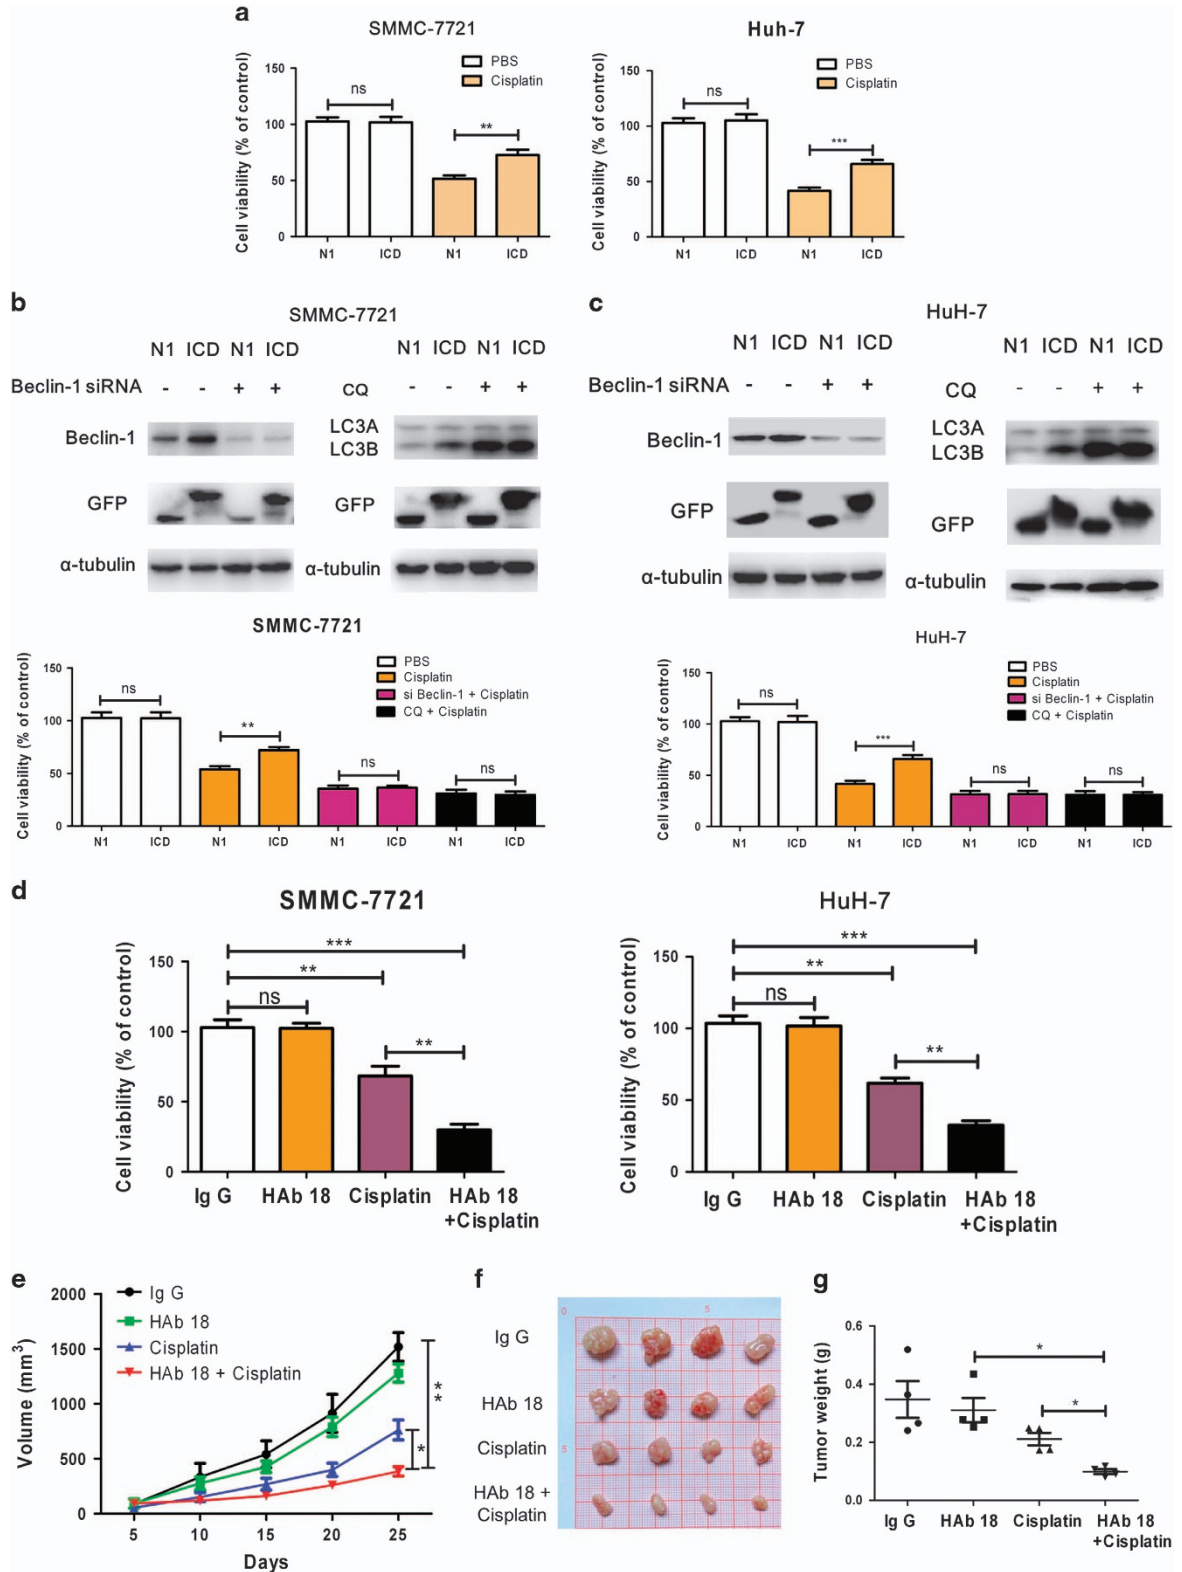 a
SMMC-7721
PBS
Cisplatin
Cell viability (% of control)
150
100
50
0
ns
**
N1 ICD N1 ICD
Huh-7
PBS
Cisplatin
Cell viability (% of control)
150
100
50
0
ns
***
N1 ICD N1 ICD
b
SMMC-7721
N1 ICD N1 ICD
Beclin-1 siRNA - - + +
Beclin-1
GFP
α-tubulin
N1 ICD N1 ICD
CQ - - + +
LC3A
LC3B
GFP
α-tubulin
SMMC-7721
PBS
Cisplatin
si Beclin-1 + Cisplatin
CQ + Cisplatin
Cell viability (% of control)
150
100
50
0
ns
**
ns
ns
N1 ICD N1 ICD N1 ICD N1 ICD
c
HuH-7
N1 ICD N1 ICD
Beclin-1 siRNA - - + +
Beclin-1
GFP
α-tubulin
N1 ICD N1 ICD
CQ - - + +
LC3A
LC3B
GFP
α-tubulin
HuH-7
PBS
Cisplatin
si Beclin-1 + Cisplatin
CQ + Cisplatin
Cell viability (% of control)
150
100
50
0
ns
***
ns
ns
N1 ICD N1 ICD N1 ICD N1 ICD
d
SMMC-7721
Cell viability (% of control)
150
100
50
0
***
**
ns
**
Ig G HAb 18 Cisplatin HAb 18
+Cisplatin
HuH-7
Cell viability (% of control)
150
100
50
0
***
**
ns
**
Ig G HAb 18 Cisplatin HAb 18
+Cisplatin
e
Ig G
HAb 18
Cisplatin
HAb 18 + Cisplatin
Volume (mm³)
2000
1500
1000
500
0
**
*
5 10 15 20 25
Days
f
0 5
Ig G
HAb 18
Cisplatin
5
HAb 18 +
Cisplatin
g
Tumor weight (g)
0.6
0.4
0.2
0.0
*
*
Ig G HAb 18 Cisplatin HAb 18
+Cisplatin